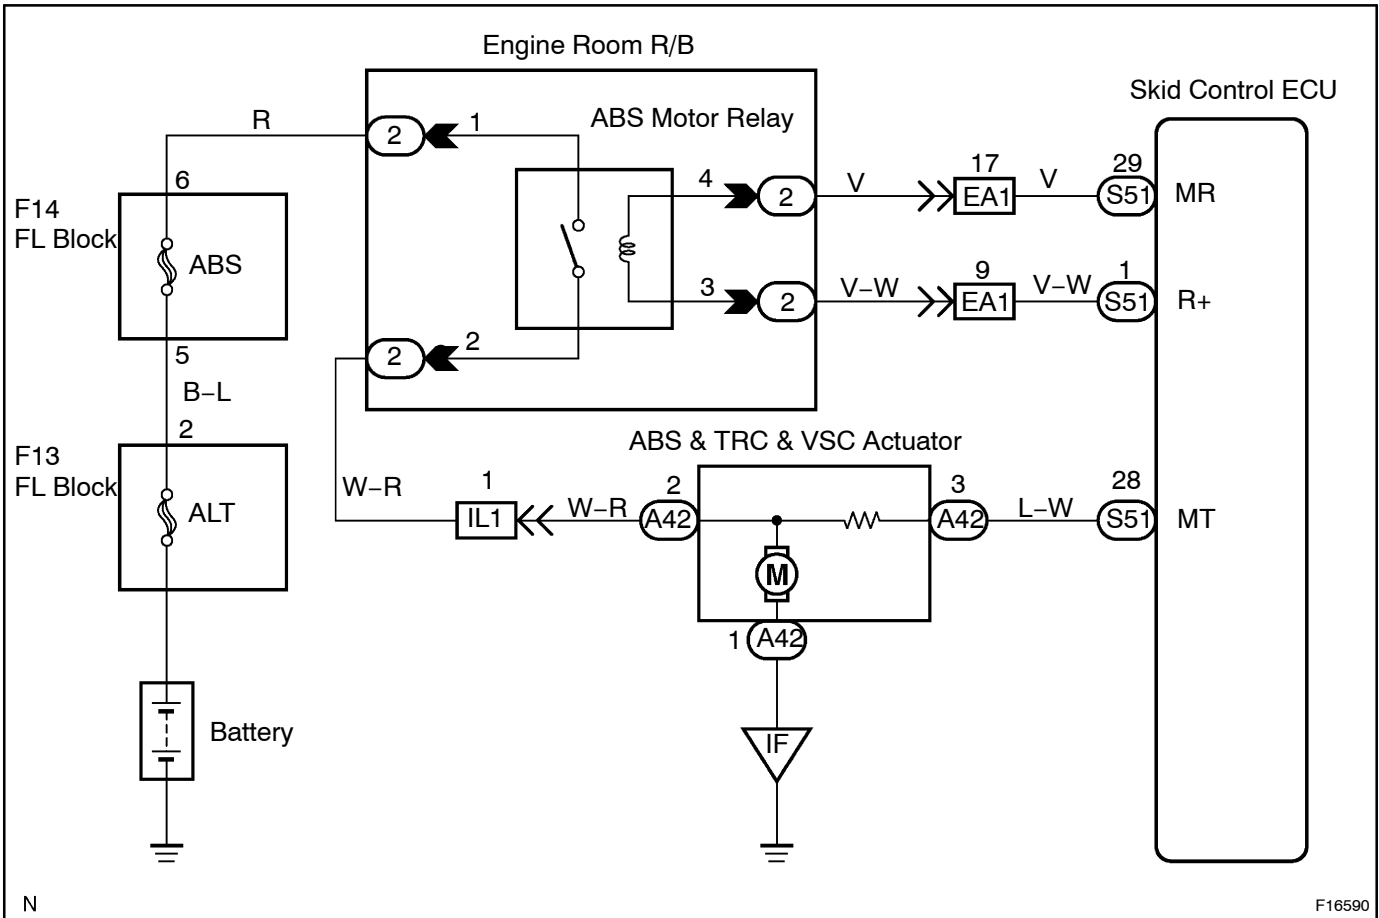 Engine Room R/B
Skid Control ECU
ABS Motor Relay
R
2
1
4
2
V
17
EA1
V
29
S51
MR
6
F14
FL Block
ABS
3
2
V–W
9
EA1
V–W
1
S51
R+
5
2
2
B–L
2
F13
FL Block
ALT
ABS & TRC & VSC Actuator
W–R
1
IL1
W–R
2
A42
3
A42
L–W
28
S51
MT
M
1
A42
IF
Battery
N
F16590